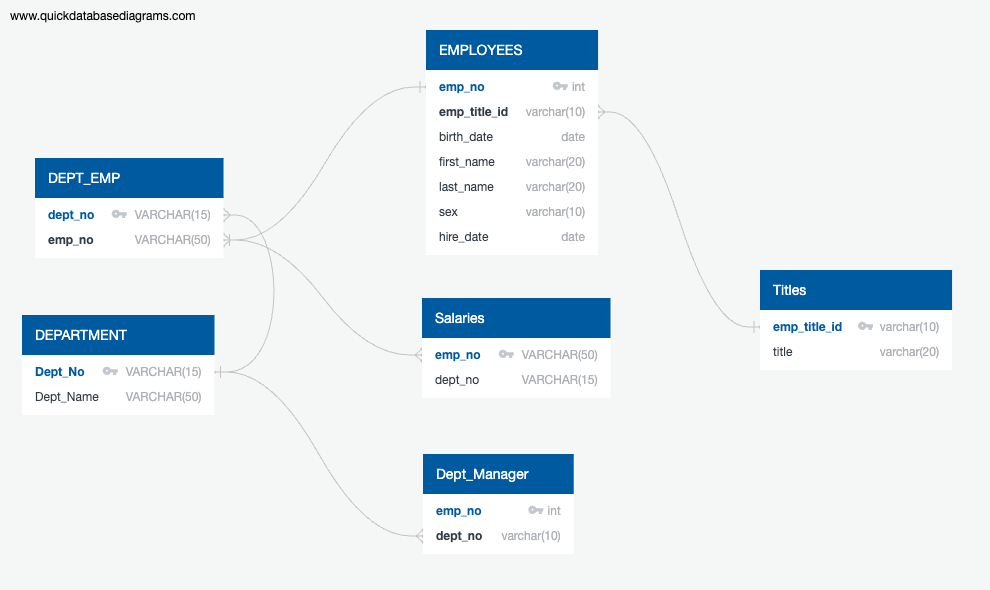 www.quickdatabasediagrams.com
EMPLOYEES
emp_no int
emp_title_id varchar(10)
birth_date date
first_name varchar(20)
last_name varchar(20)
sex varchar(10)
hire_date date
DEPT_EMP
dept_no VARCHAR(15)
emp_no VARCHAR(50)
DEPARTMENT
Dept_No VARCHAR(15)
Dept_Name VARCHAR(50)
Salaries
emp_no VARCHAR(50)
dept_no VARCHAR(15)
Titles
emp_title_id varchar(10)
title varchar(20)
Dept_Manager
emp_no int
dept_no varchar(10)